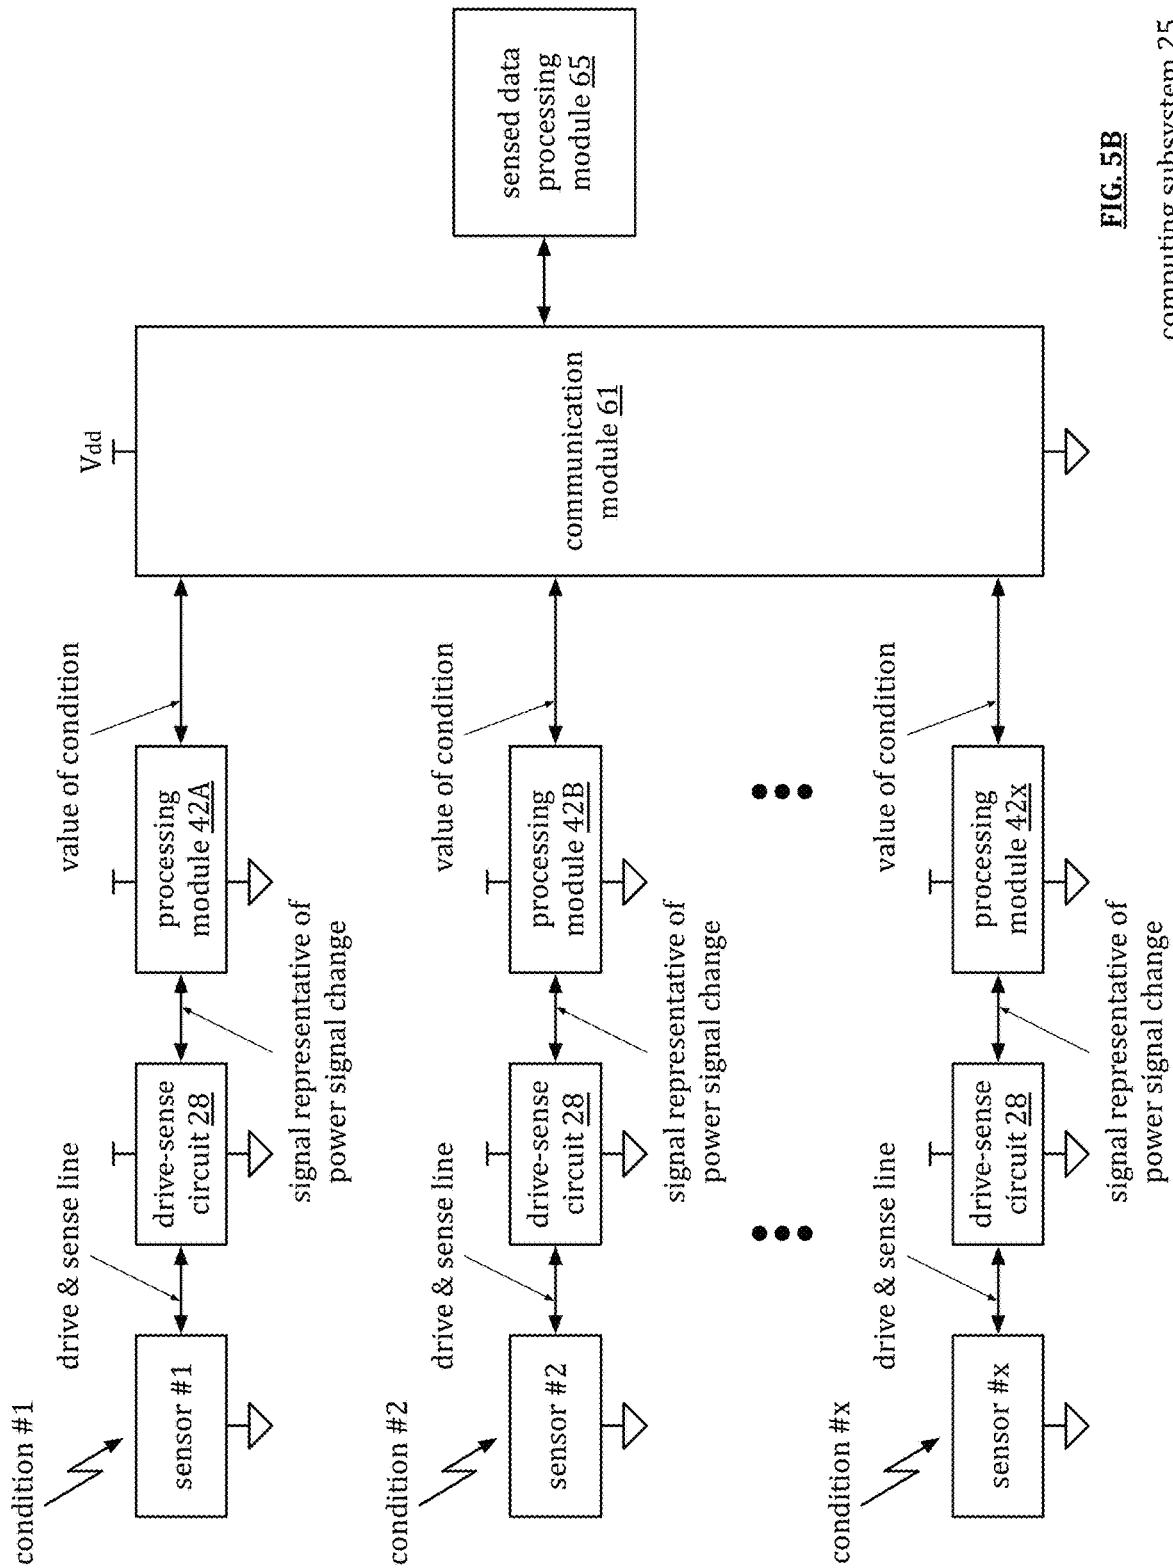 condition #1
drive & sense line
value of condition
Vdd
sensor #1
drive-sense
circuit 28
processing
module 42A
signal representative of
power signal change
condition #2
drive & sense line
value of condition
sensor #2
drive-sense
circuit 28
processing
module 42B
signal representative of
power signal change
communication
module 61
sensed data
processing
module 65
condition #x
drive & sense line
value of condition
sensor #x
drive-sense
circuit 28
processing
module 42x
signal representative of
power signal change
FIG. 5B
computing subsystem 25